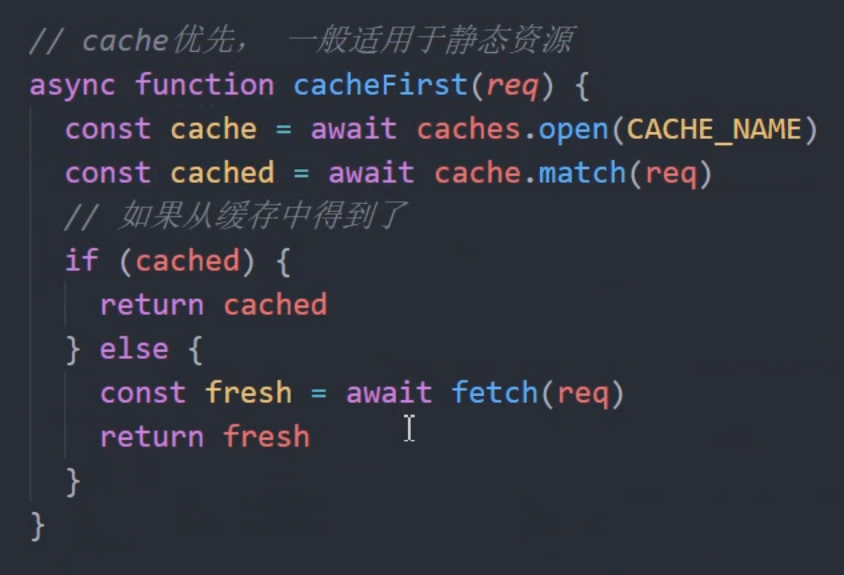 // cache优先， 一般适用于静态资源
async function cacheFirst(req) {
  const cache = await caches.open(CACHE_NAME)
  const cached = await cache.match(req)
  // 如果从缓存中得到了
  if (cached) {
    return cached
  } else {
    const fresh = await fetch(req)
    return fresh
  }
}